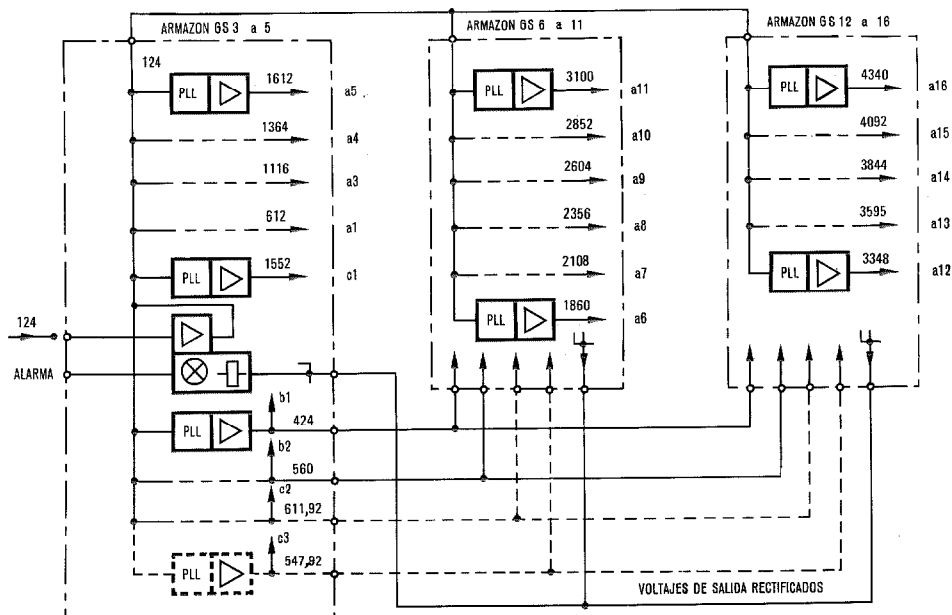 ARMAZON GS 3 a 5
ARMAZON GS 6 a 11
ARMAZON GS 12 a 16
124
PLL 1612 a5
1364 a4
1116 a3
612 a1
PLL 1552 c1
124
ALARMA
PLL b1 424
b2 560
c2 611,92
PLL c3 547,92
PLL 3100 a11
2852 a10
2604 a9
2356 a8
2108 a7
PLL 1860 a6
PLL 4340 a16
4092 a15
3844 a14
3595 a13
PLL 3348 a12
VOLTAJES DE SALIDA RECTIFICADOS